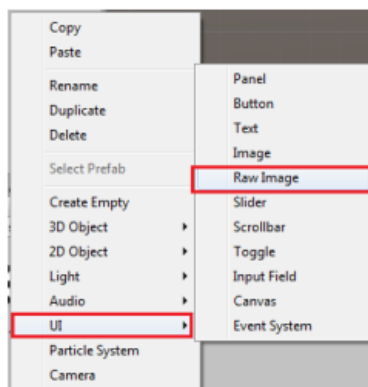 Copy
Paste
Rename
Duplicate
Delete
Select Prefab
Create Empty
3D Object
2D Object
Light
Audio
UI
Particle System
Camera
Panel
Button
Text
Image
Raw Image
Slider
Scrollbar
Toggle
Input Field
Canvas
Event System